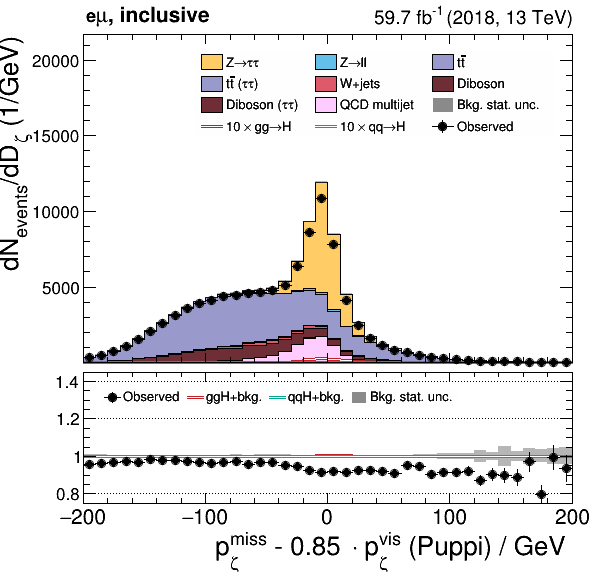 eμ, inclusive 59.7 fb⁻¹ (2018, 13 TeV)
dN_events/dD_ζ (1/GeV)
20000
15000
10000
5000
Z→ττ Z→ll tt̄
tt̄ (ττ) W+jets Diboson
Diboson (ττ) QCD multijet Bkg. stat. unc.
10 × gg→H 10 × qq→H Observed
1.4
1.2
1
0.8
Observed ggH+bkg. qqH+bkg. Bkg. stat. unc.
−200 −100 0 100 200
p_ζ^miss - 0.85 · p_ζ^vis (Puppi) / GeV